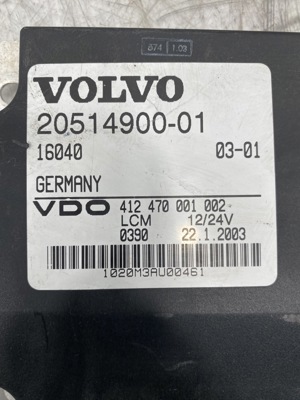 674 1.03
VOLVO
20514900-01
16040 03-01
GERMANY
VDO 412 470 001 002
LCM 12/24V
0390 22.1.2003
1020M3AU00461